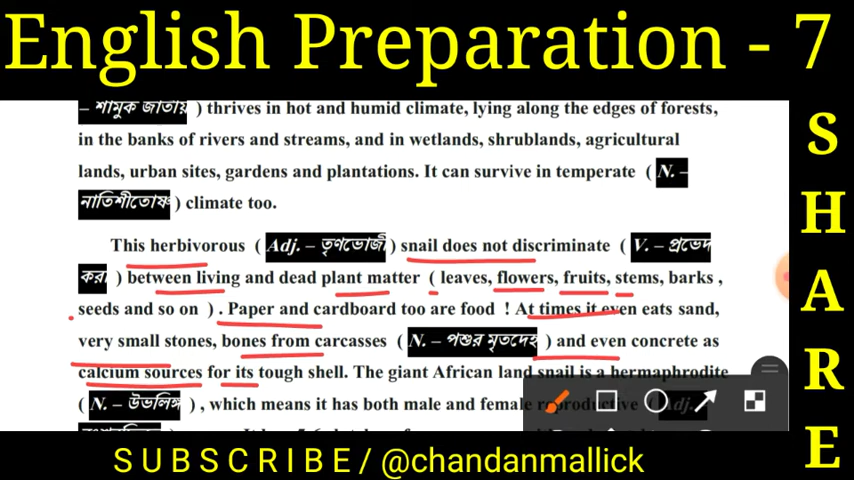 English Preparation - 7
– শামুক জাতীয় ) thrives in hot and humid climate, lying along the edges of forests,
in the banks of rivers and streams, and in wetlands, shrublands, agricultural
lands, urban sites, gardens and plantations. It can survive in temperate ( N. –
নাতিশীতোষ্ণ ) climate too.
This herbivorous ( Adj. – তৃণভোজী ) snail does not discriminate ( V. – প্রভেদ
করা ) between living and dead plant matter ( leaves, flowers, fruits, stems, barks ,
seeds and so on ) . Paper and cardboard too are food ! At times it even eats sand,
very small stones, bones from carcasses ( N. – পশুর মৃতদেহ ) and even concrete as
calcium sources for its tough shell. The giant African land snail is a hermaphrodite
( N. – উভলিঙ্গ ) , which means it has both male and female reproductive ( Adj.
SHARE
SUBSCRIBE/ @chandanmallick